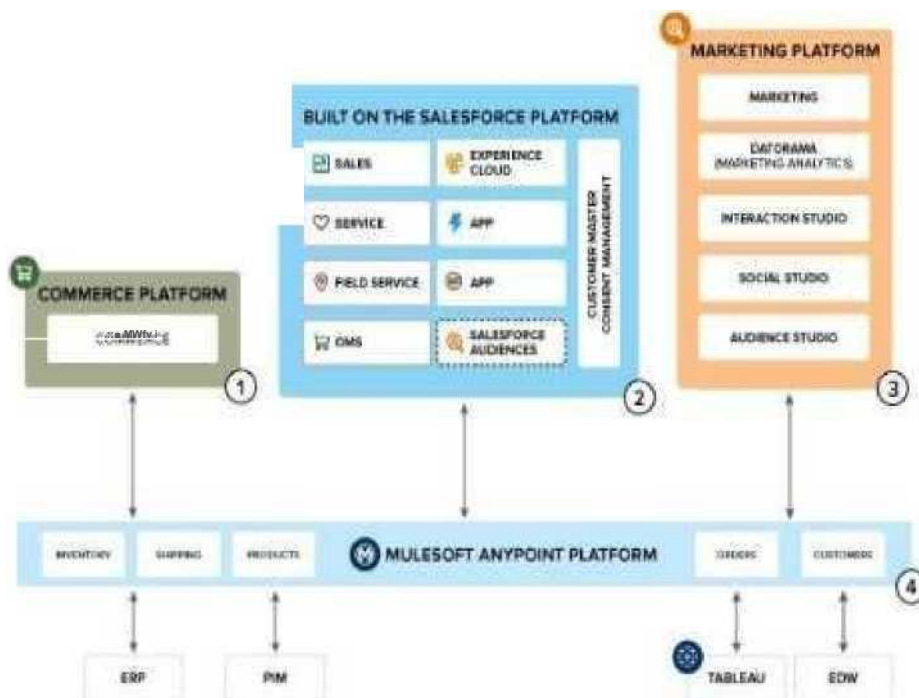 MARKETING PLATFORM
MARKETING
DATORAMA
(MARKETING ANALYTICS)
INTERACTION STUDIO
SOCIAL STUDIO
AUDIENCE STUDIO
3
BUILT ON THE SALESFORCE PLATFORM
SALES
EXPERIENCE
CLOUD
SERVICE
APP
FIELD SERVICE
APP
OMS
SALESFORCE
AUDIENCES
CUSTOMER MASTER
CONSENT MANAGEMENT
2
COMMERCE PLATFORM
1
INVENTORY
SHIPPING
PRODUCTS
MULESOFT ANYPOINT PLATFORM
ORDERS
CUSTOMERS
4
ERP
PIM
TABLEAU
EDW